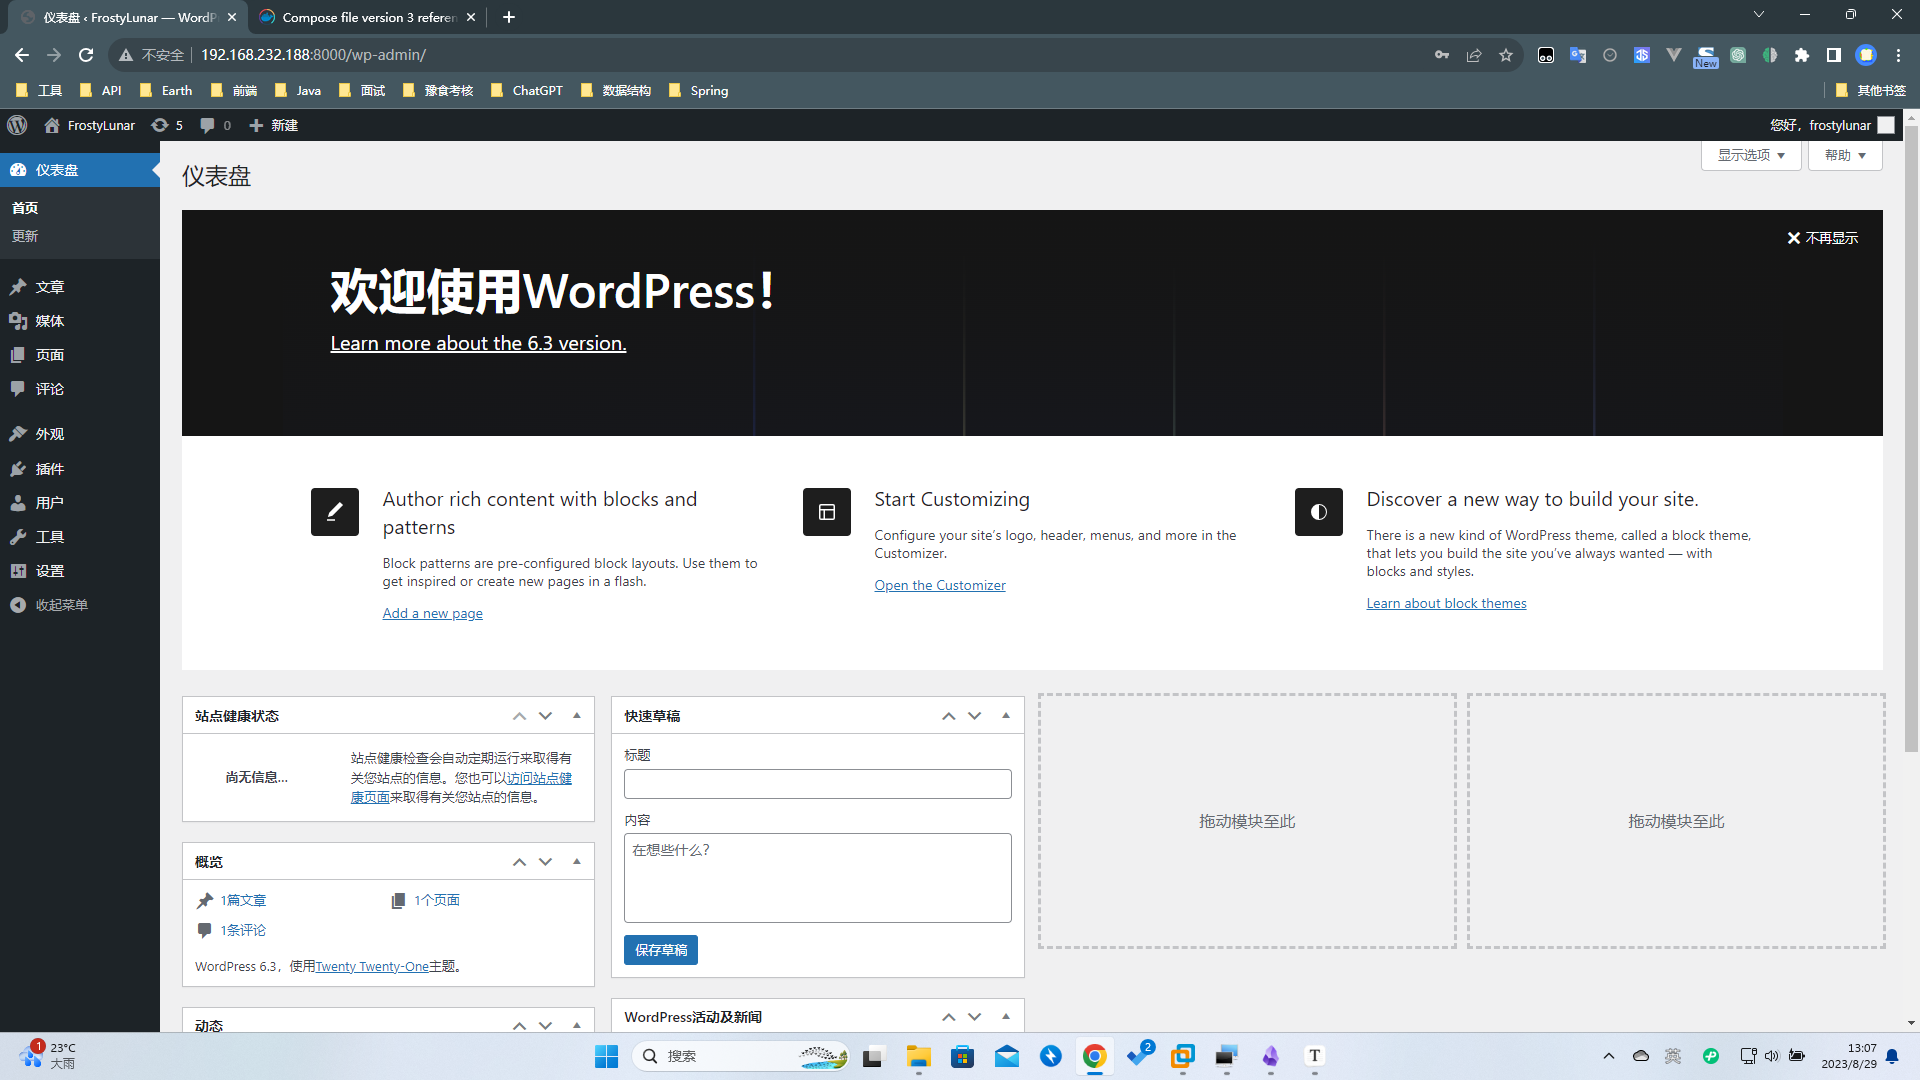 仪表盘 ‹ FrostyLunar — WordP
Compose file version 3 referen
不安全
192.168.232.188:8000/wp-admin/
New
工具
API
Earth
前端
Java
面试
豫食考核
ChatGPT
数据结构
Spring
其他书签
FrostyLunar
5
0
新建
您好，frostylunar
仪表盘
首页
更新
文章
媒体
页面
评论
外观
插件
用户
工具
设置
收起菜单
仪表盘
显示选项
帮助
不再显示
欢迎使用WordPress！
Learn more about the 6.3 version.
Author rich content with blocks and
patterns
Block patterns are pre-configured block layouts. Use them to
get inspired or create new pages in a flash.
Add a new page
Start Customizing
Configure your site’s logo, header, menus, and more in the
Customizer.
Open the Customizer
Discover a new way to build your site.
There is a new kind of WordPress theme, called a block theme,
that lets you build the site you’ve always wanted — with
blocks and styles.
Learn about block themes
站点健康状态
尚无信息…
站点健康检查会自动定期运行来取得有
关您站点的信息。您也可以访问站点健
康页面来取得有关您站点的信息。
概览
1篇文章
1个页面
1条评论
WordPress 6.3，使用Twenty Twenty-One主题。
动态
快速草稿
标题
内容
在想些什么？
保存草稿
WordPress活动及新闻
拖动模块至此
拖动模块至此
1
23°C
大雨
搜索
2
T
英
13:07
2023/8/29